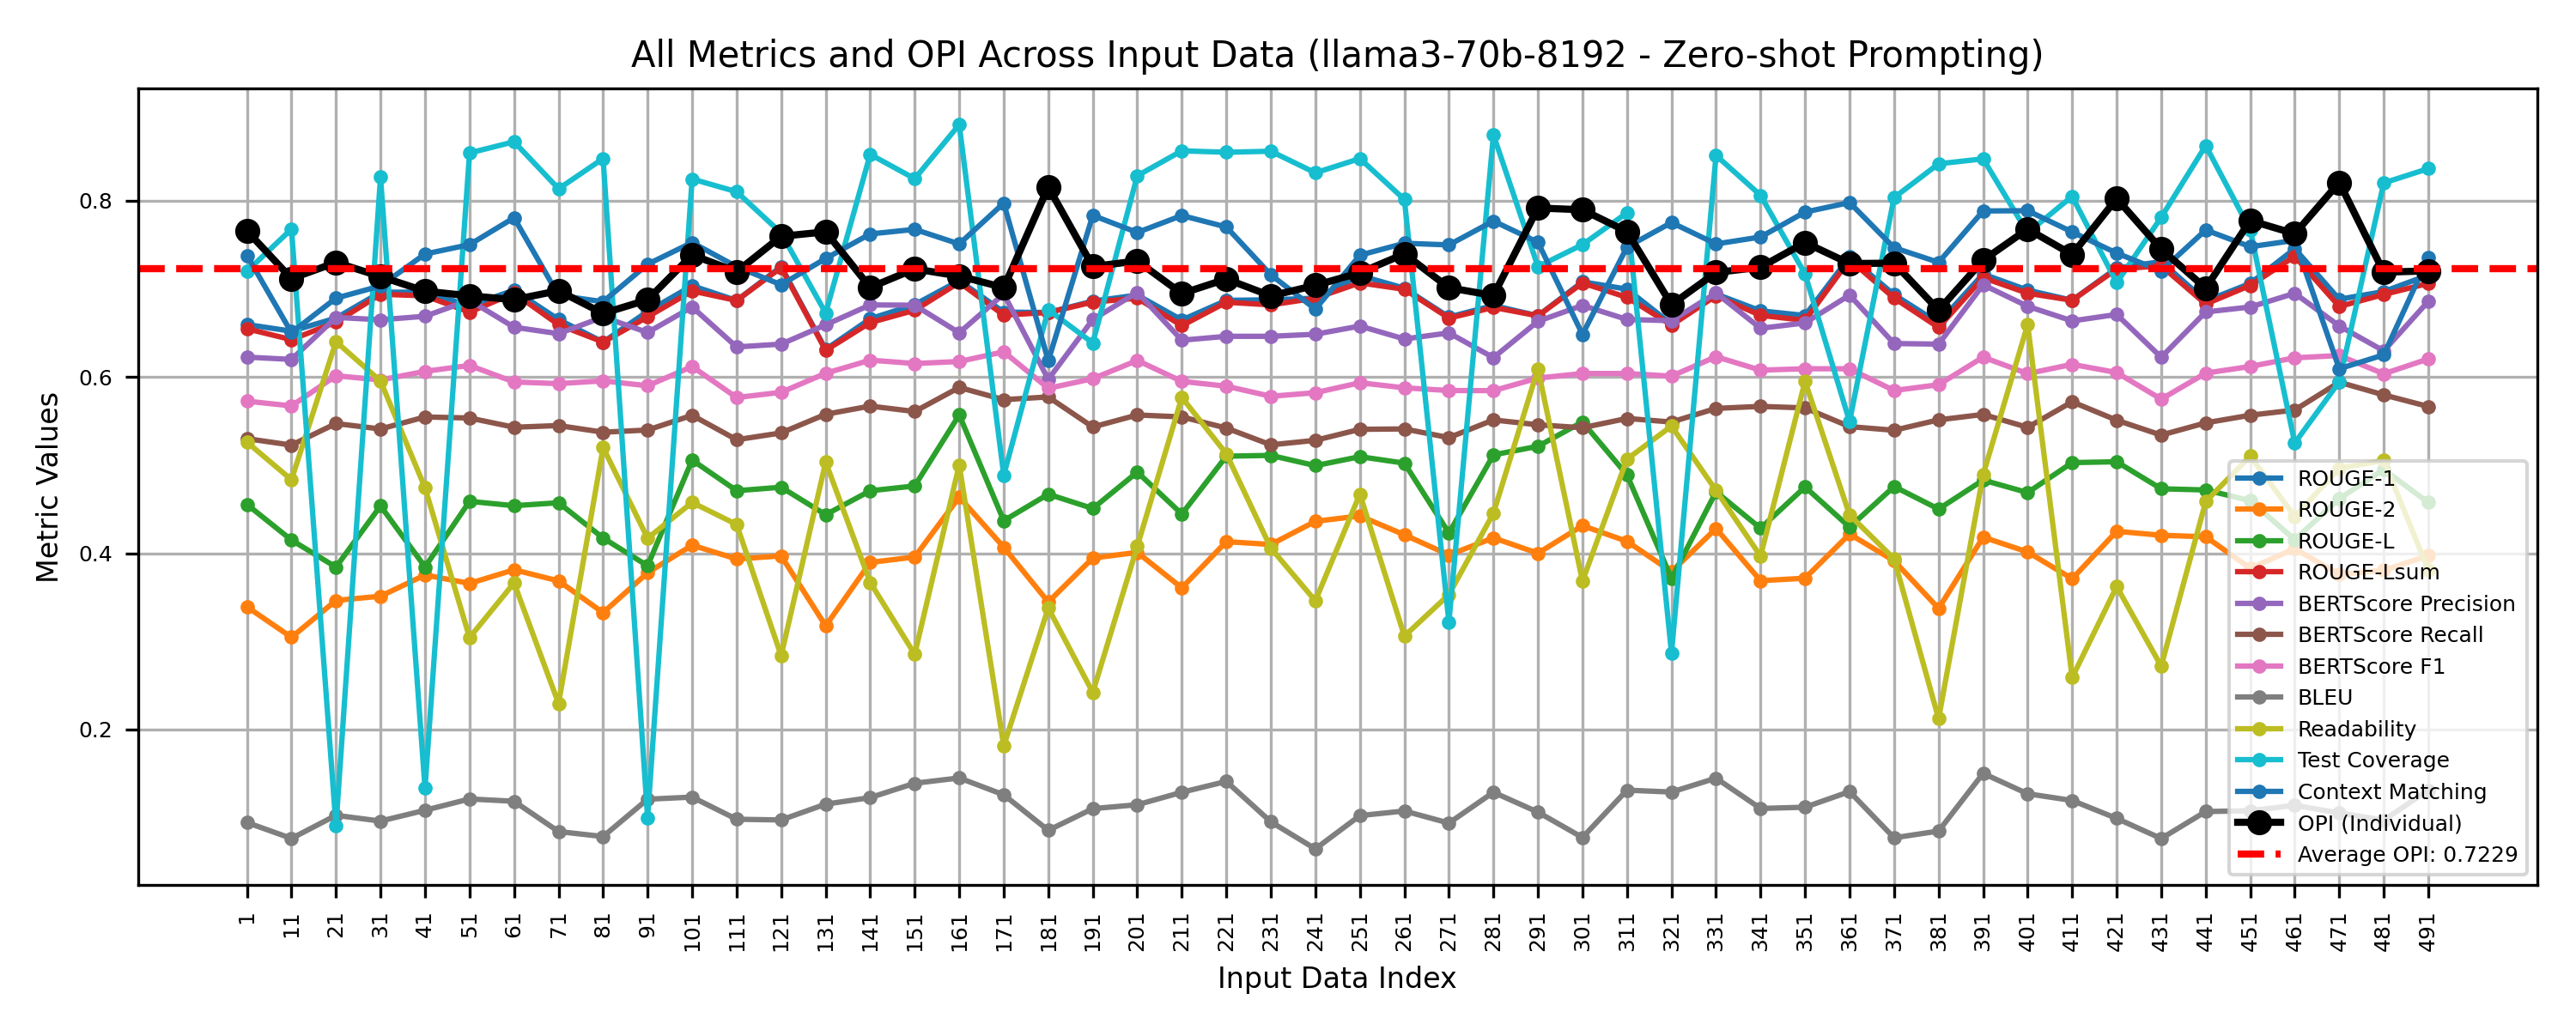 All Metrics and OPI Across Input Data (llama3-70b-8192 - Zero-shot Prompting)
Metric Values
0.8
0.6
0.4
0.2
ROUGE-1
ROUGE-2
ROUGE-L
ROUGE-Lsum
BERTScore Precision
BERTScore Recall
BERTScore F1
BLEU
Readability
Test Coverage
Context Matching
OPI (Individual)
Average OPI: 0.7229
1 11 21 31 41 51 61 71 81 91 101 111 121 131 141 151 161 171 181 191 201 211 221 231 241 251 261 271 281 291 301 311 321 331 341 351 361 371 381 391 401 411 421 431 441 451 461 471 481 491
Input Data Index